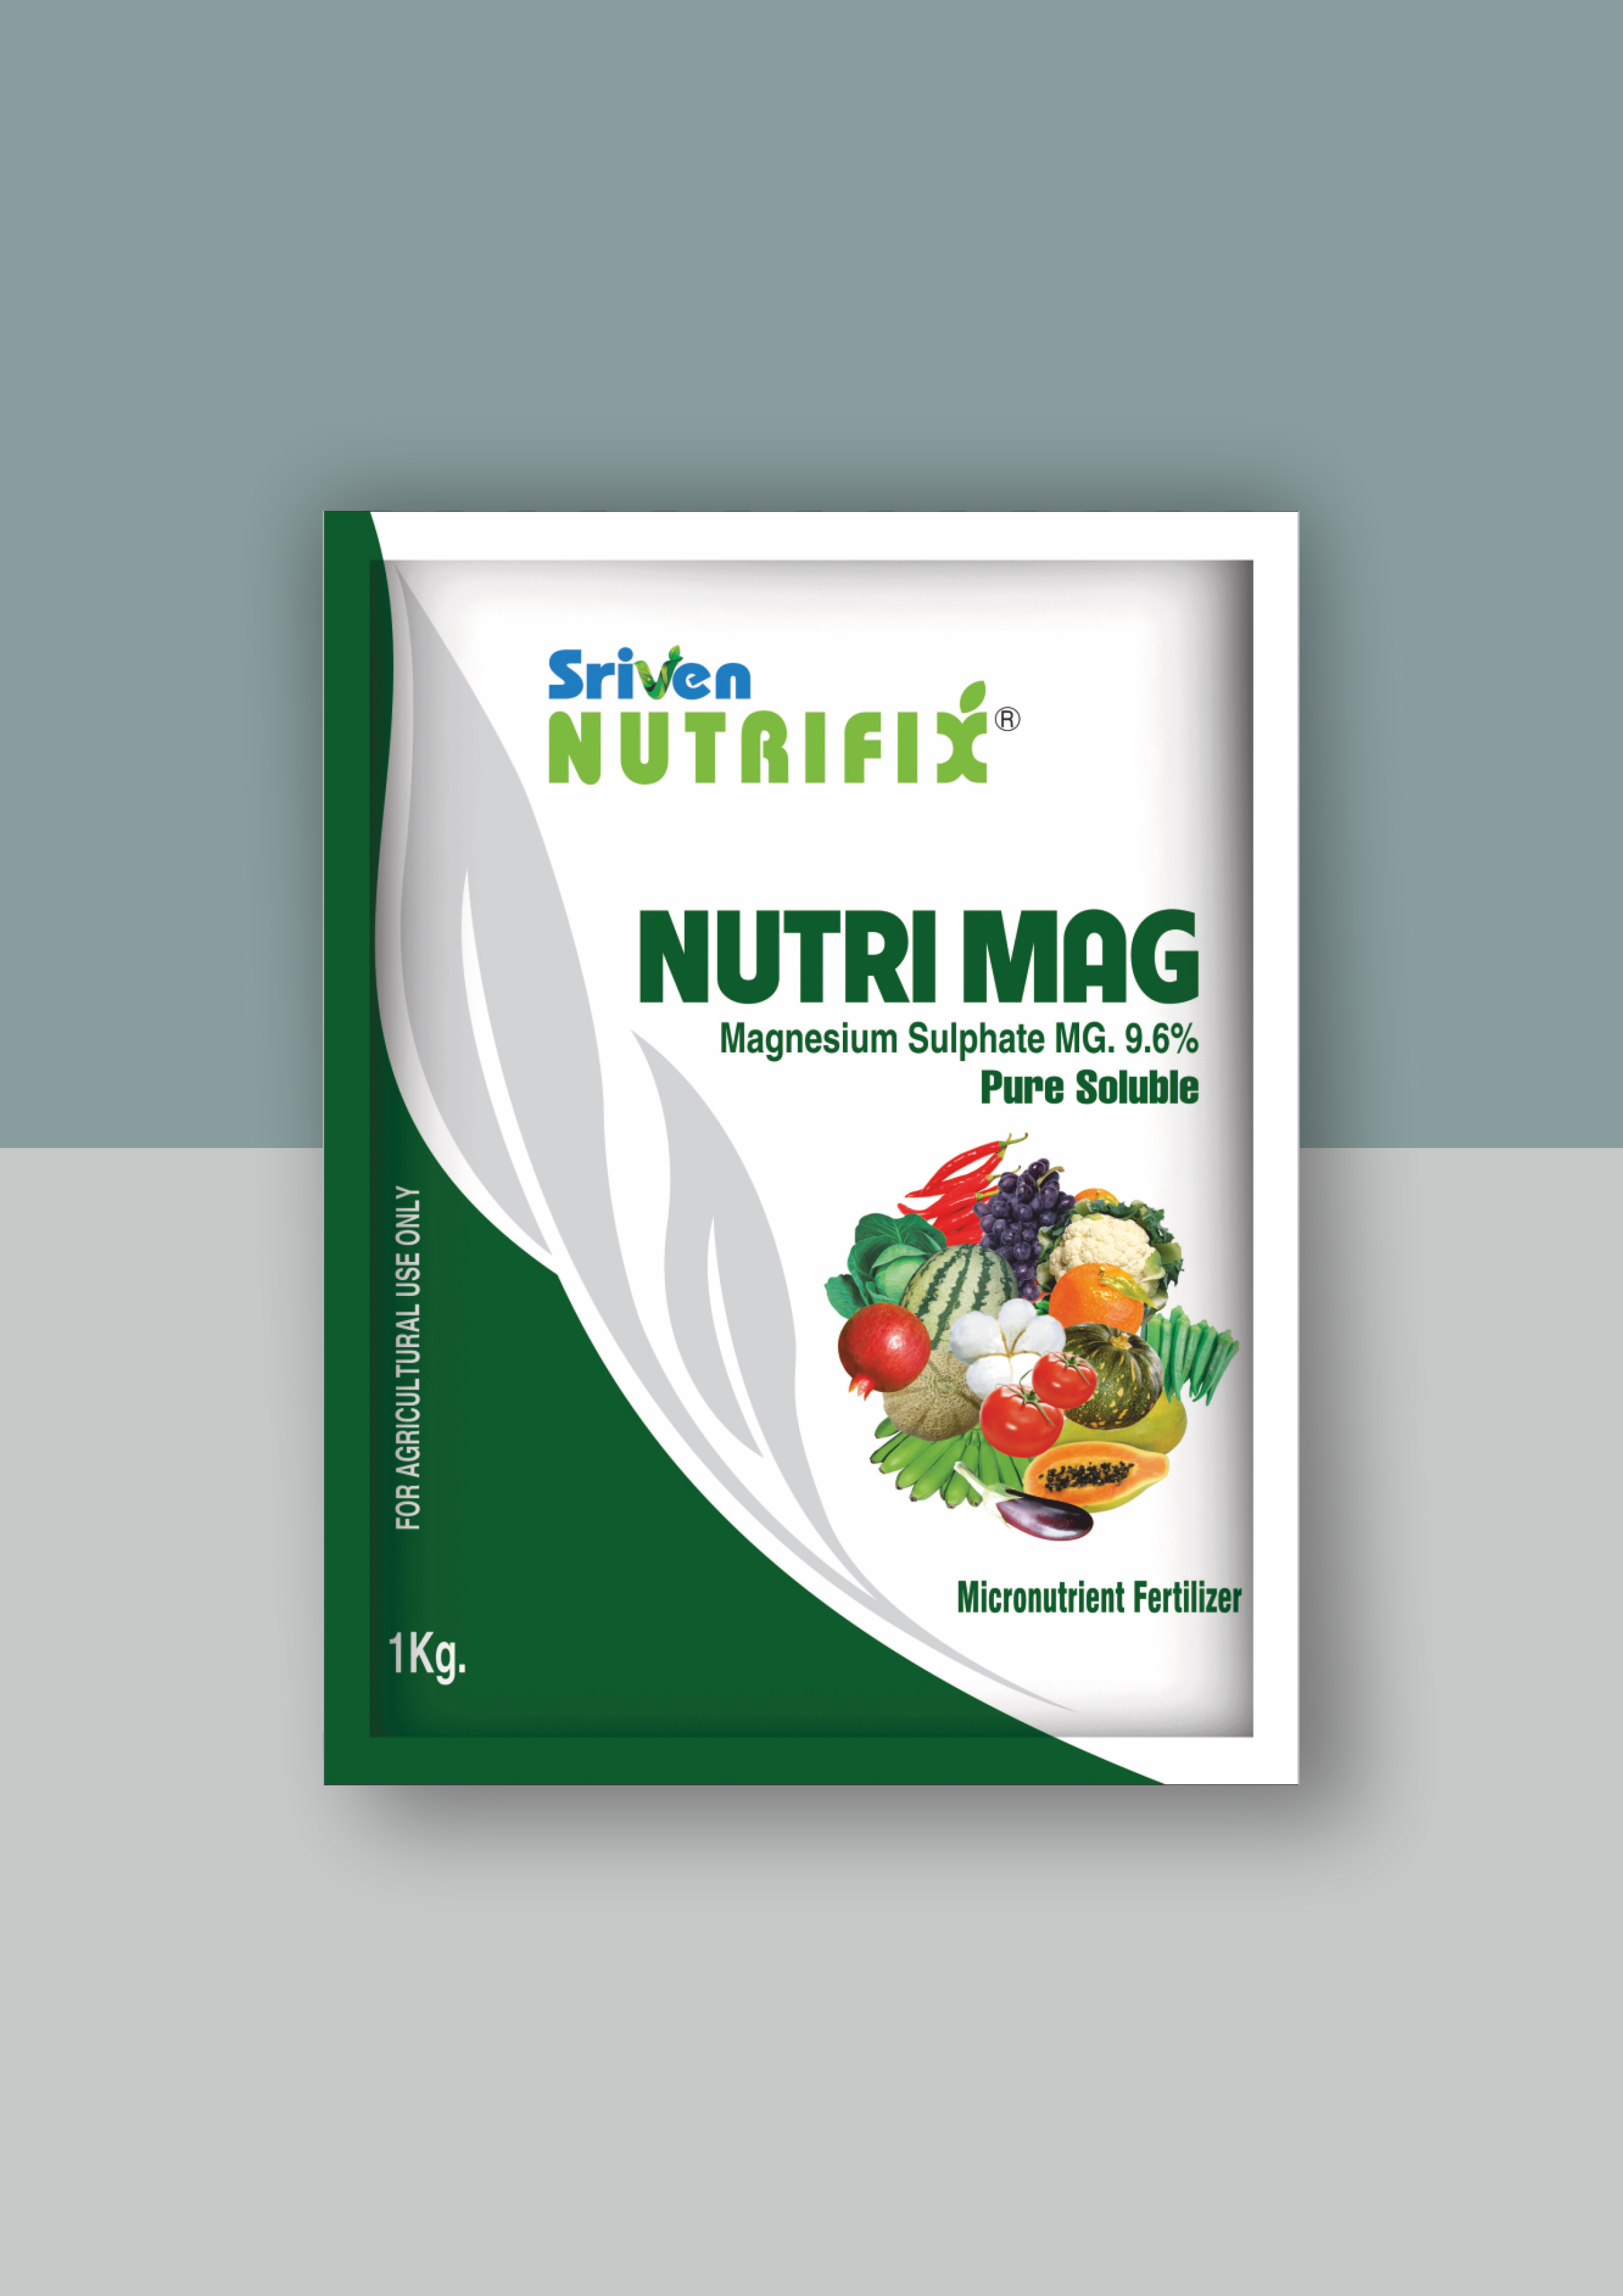 Sriven
NUTRIFIX®
NUTRI MAG
Magnesium Sulphate MG. 9.6%
Pure Soluble
FOR AGRICULTURAL USE ONLY
Micronutrient Fertilizer
1Kg.